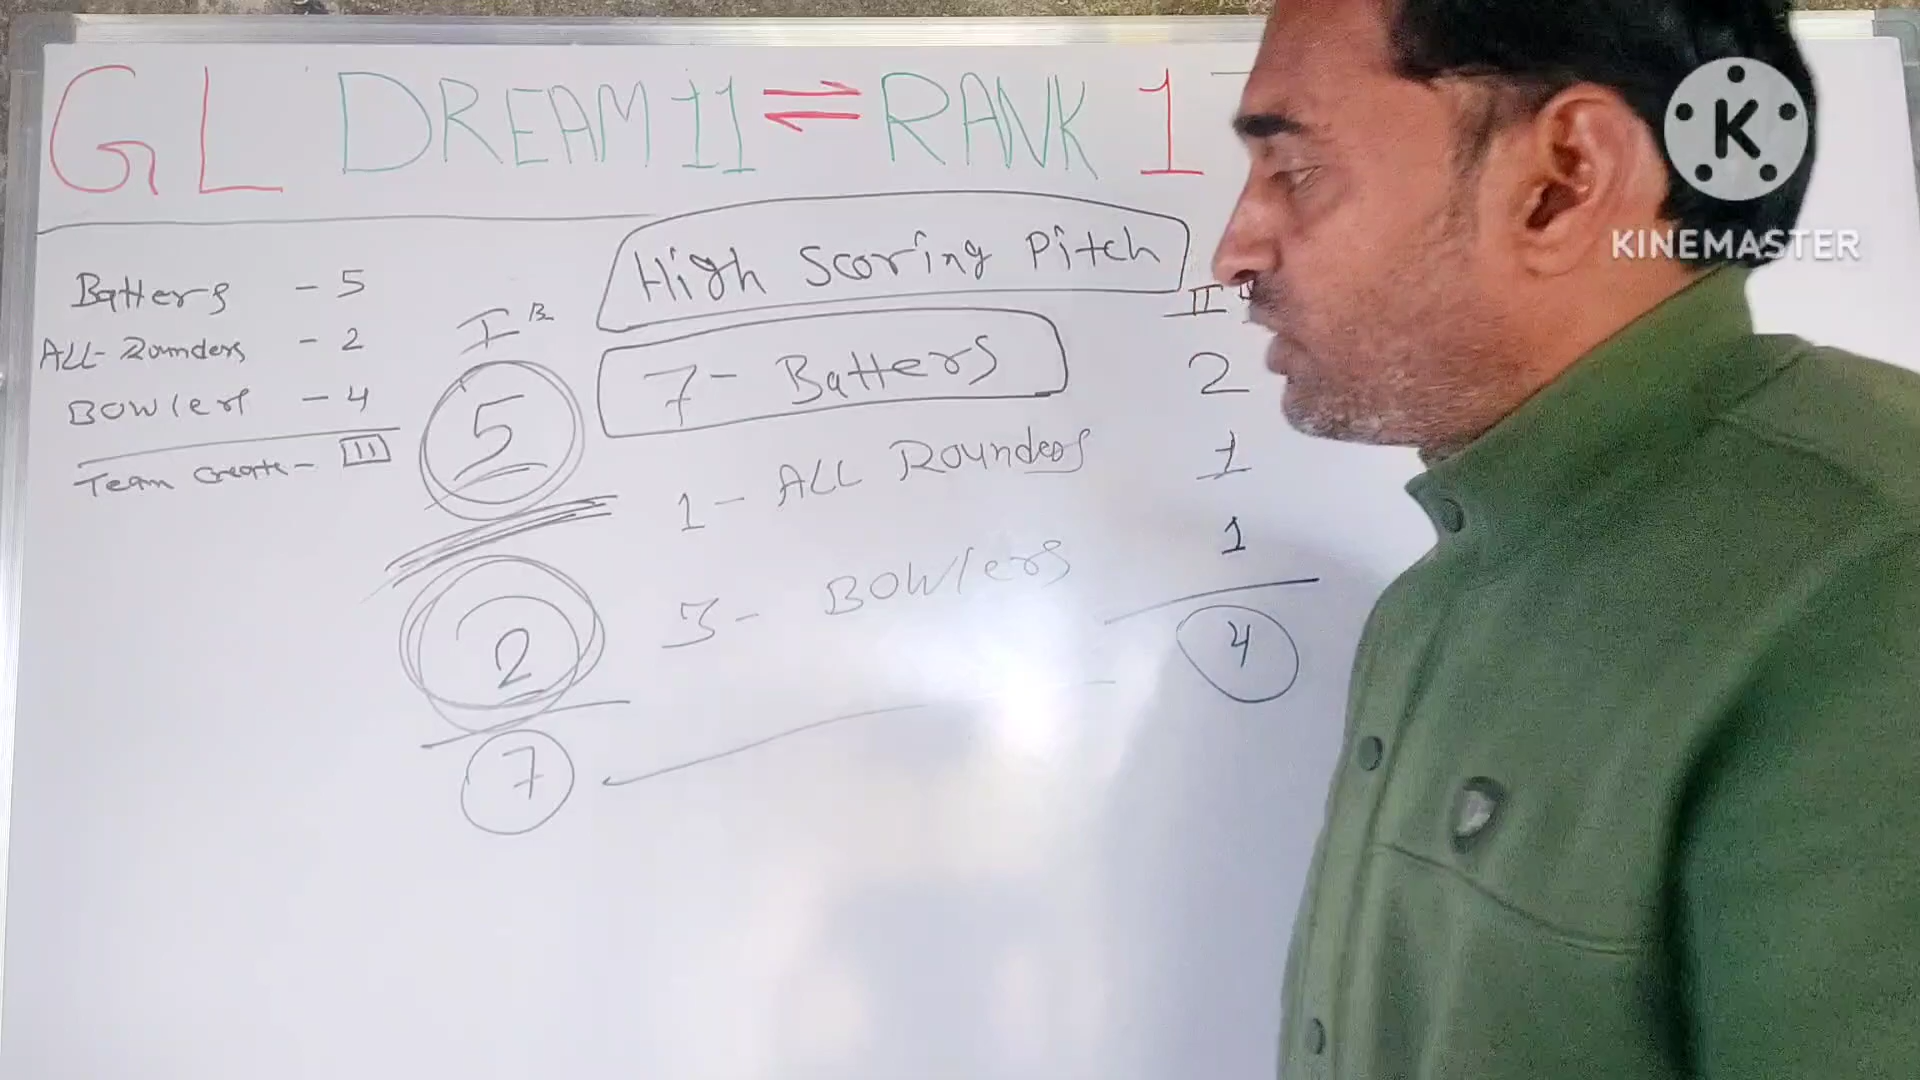 GL DREAM 11 ⇌ RANK 1
Batters - 5
ALL-Rounders - 2
Bowlers - 4
Team Create - 11
I
5
2
7
High Scoring Pitch
7 - Batters
1 - ALL Rounders
3 - Bowlers
II
2
1
1
4
K
KINEMASTER